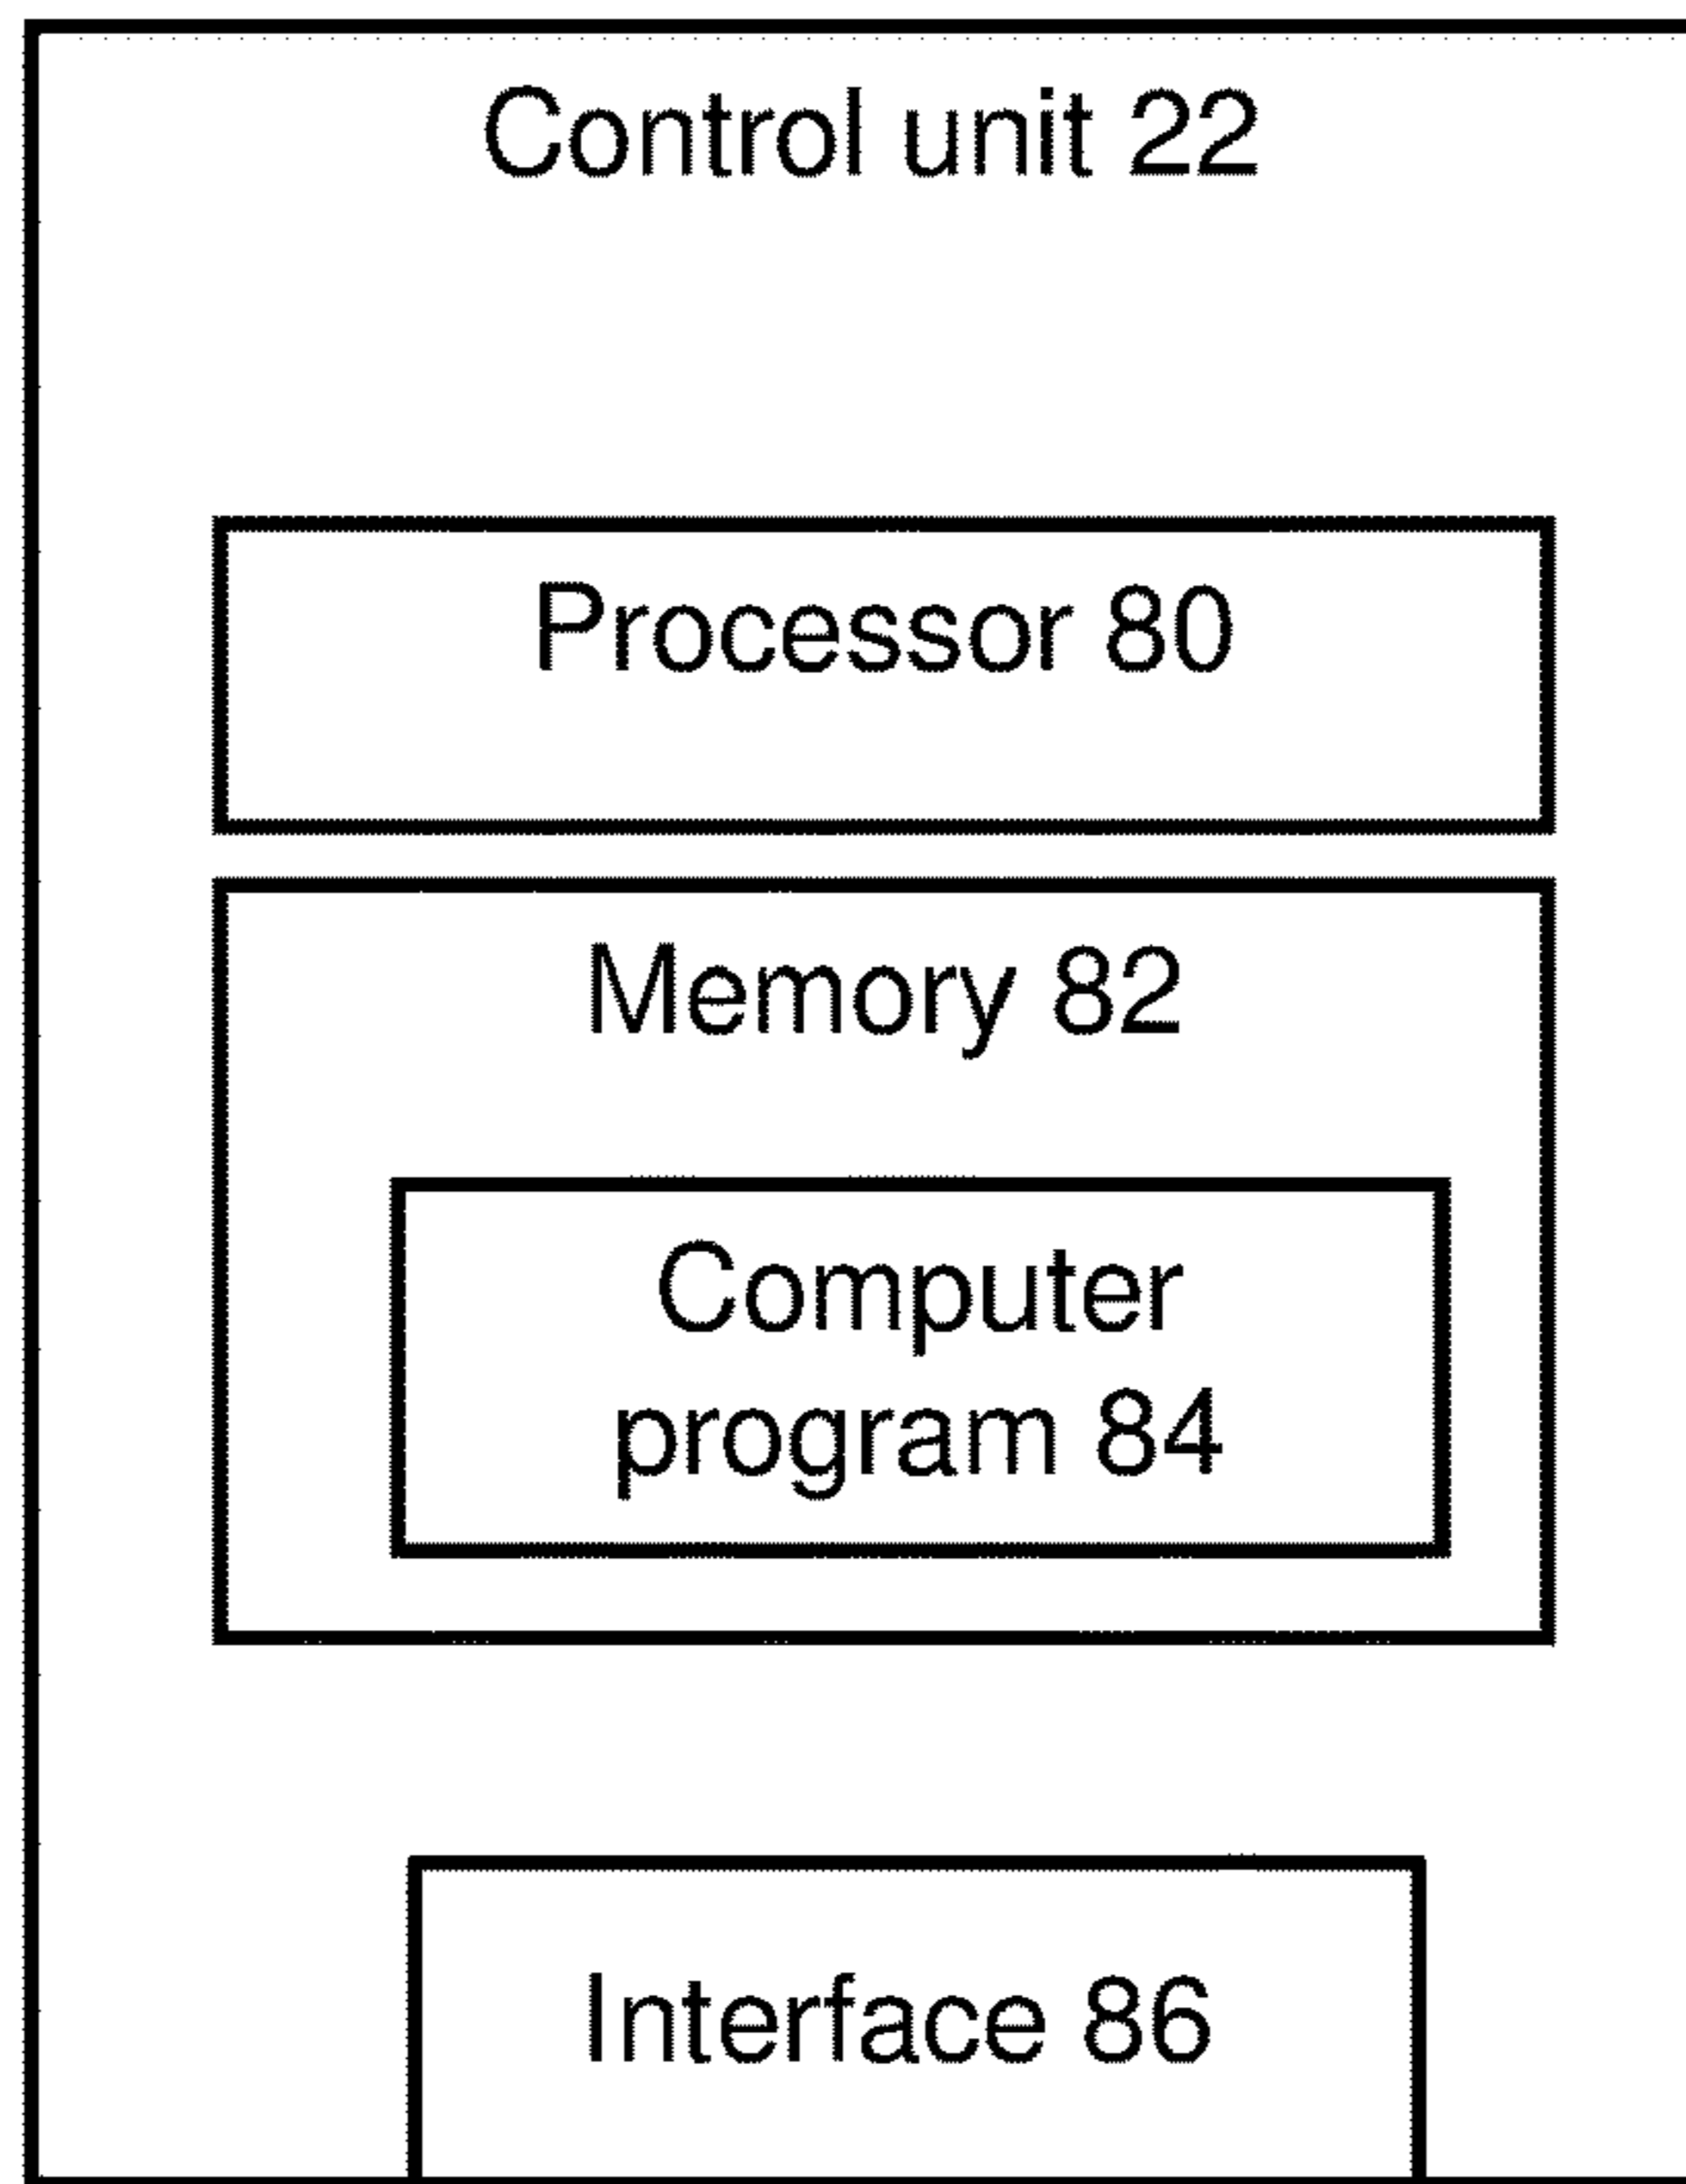 Control unit 22
Processor 80
Memory 82
Computer
program 84
Interface 86